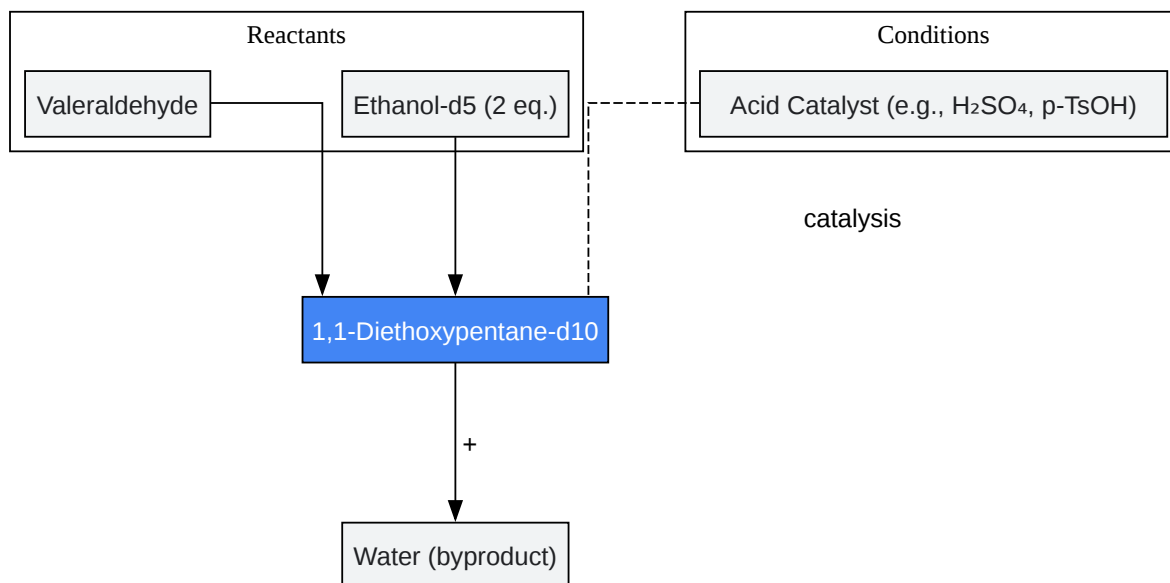 Reactants
Conditions
Valeraldehyde
Ethanol-d5 (2 eq.)
Acid Catalyst (e.g., H₂SO₄, p-TsOH)
catalysis
1,1-Diethoxypentane-d10
+
Water (byproduct)